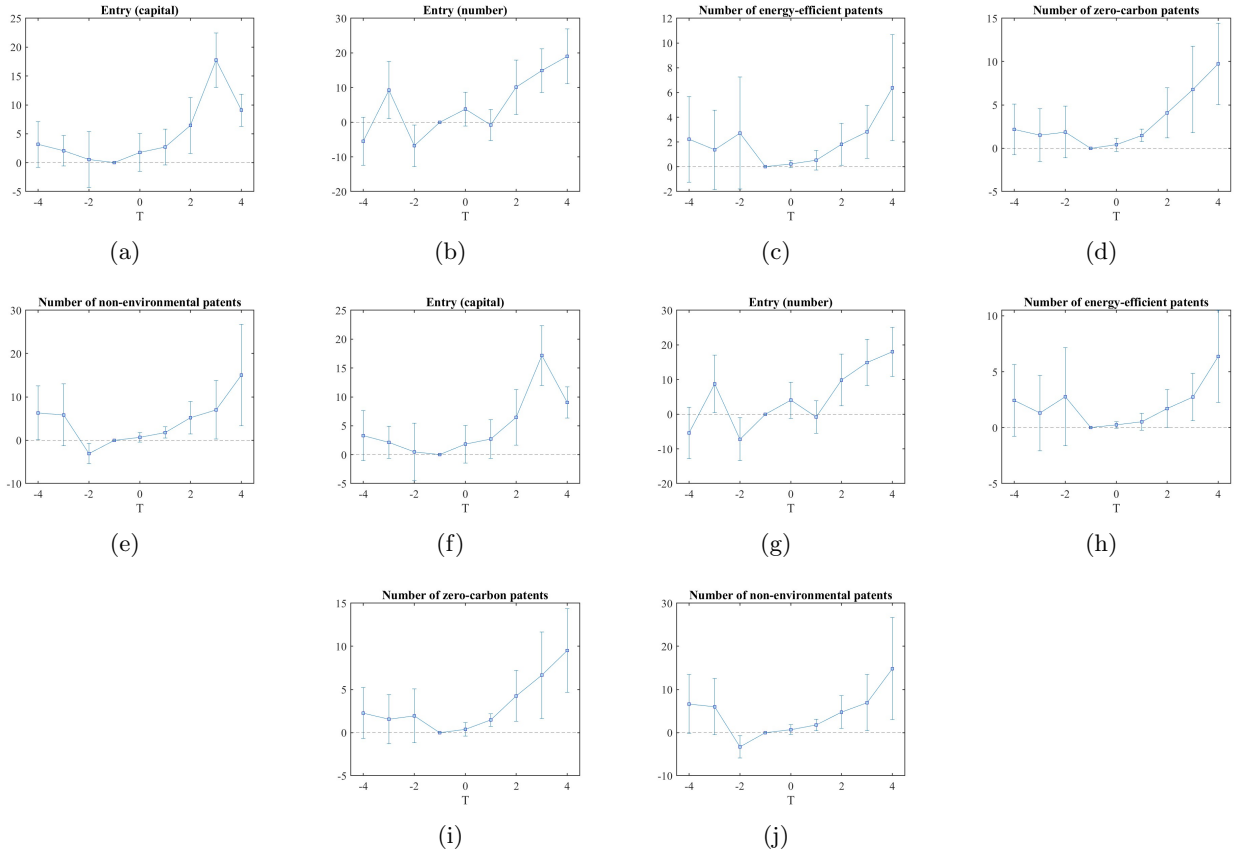 Entry (capital)
25
20
15
10
5
0
-5
-4 -2 0 2 4
T
(a)
Entry (number)
30
20
10
0
-10
-20
-4 -2 0 2 4
T
(b)
Number of energy-efficient patents
12
10
8
6
4
2
0
-2
-4 -2 0 2 4
T
(c)
Number of zero-carbon patents
15
10
5
0
-5
-4 -2 0 2 4
T
(d)
Number of non-environmental patents
30
20
10
0
-10
-4 -2 0 2 4
T
(e)
Entry (capital)
25
20
15
10
5
0
-5
-4 -2 0 2 4
T
(f)
Entry (number)
30
20
10
0
-10
-20
-4 -2 0 2 4
T
(g)
Number of energy-efficient patents
10
5
0
-5
-4 -2 0 2 4
T
(h)
Number of zero-carbon patents
15
10
5
0
-5
-4 -2 0 2 4
T
(i)
Number of non-environmental patents
30
20
10
0
-10
-4 -2 0 2 4
T
(j)